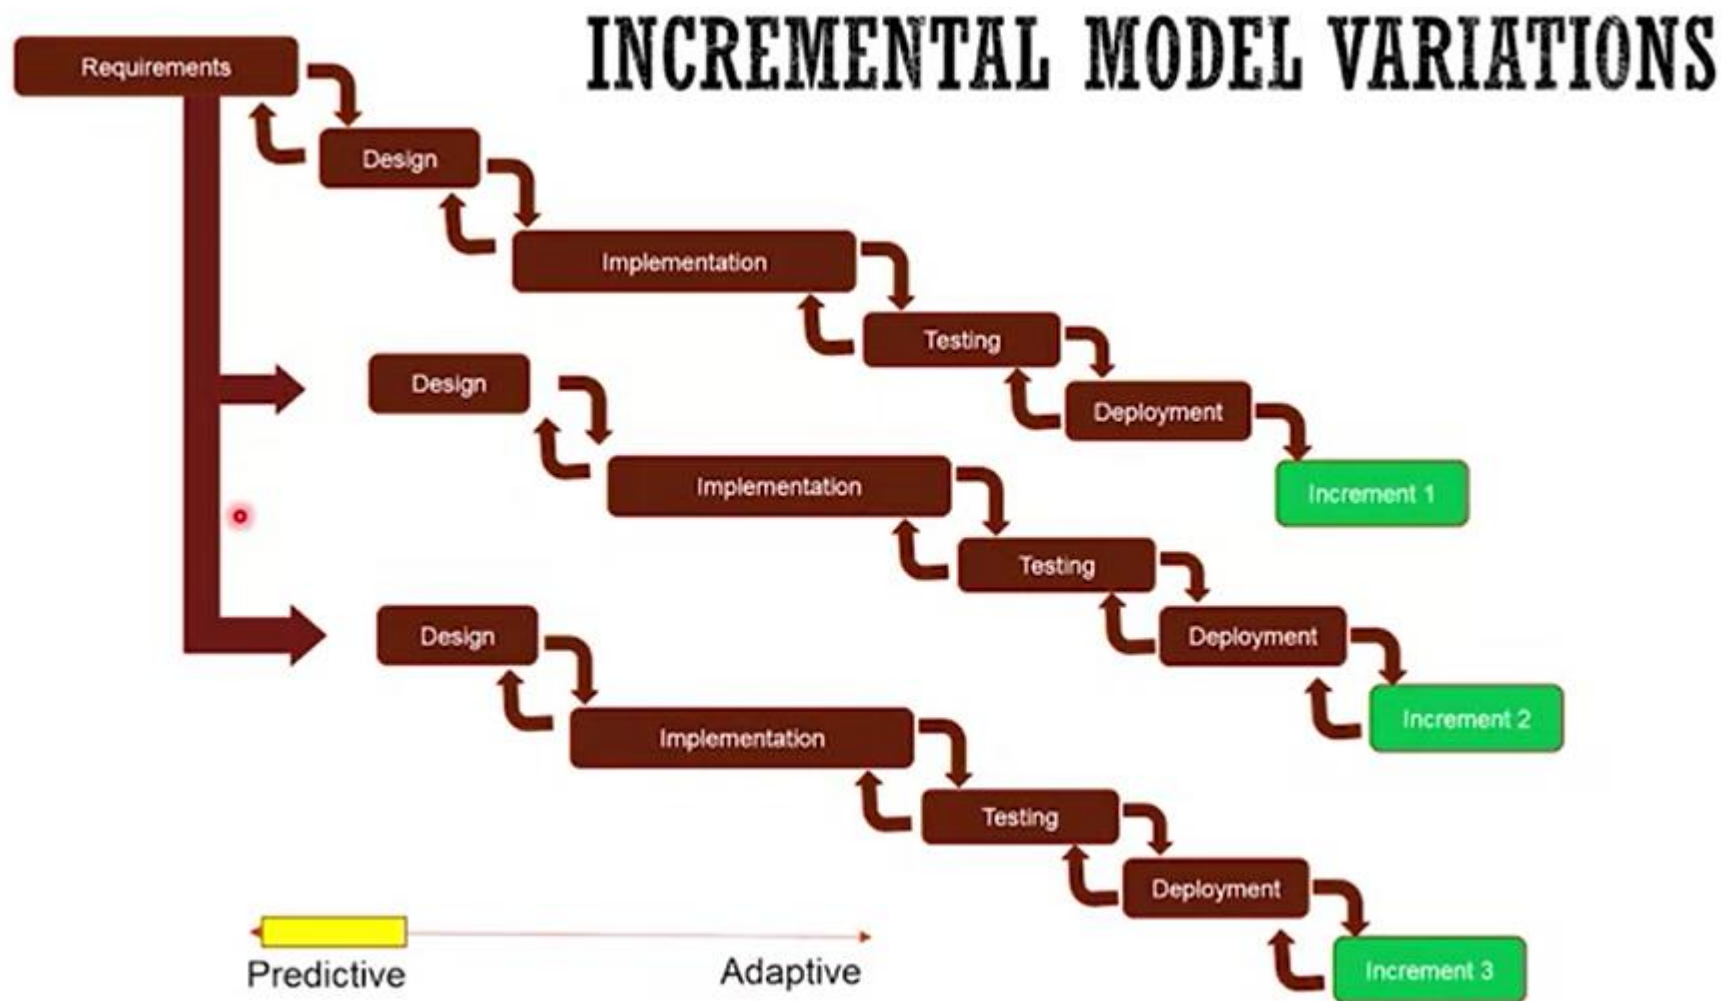 INCREMENTAL MODEL VARIATIONS
Requirements
Design
Implementation
Testing
Deployment
Increment 1
Design
Implementation
Testing
Deployment
Increment 2
Design
Implementation
Testing
Deployment
Increment 3
Predictive
Adaptive